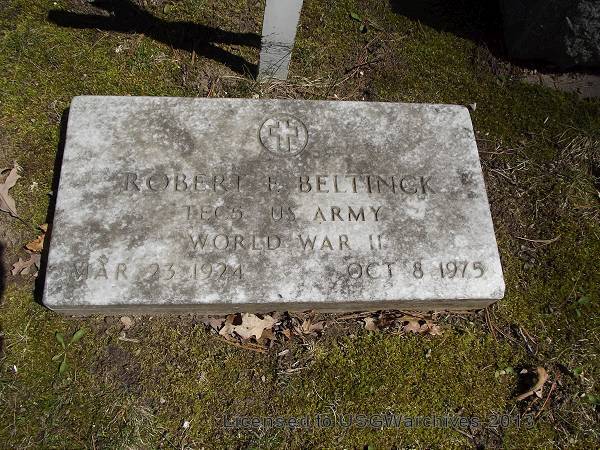 ROBERT E BELTINCK
TEC5 US ARMY
WORLD WAR II
MAR 23 1924 OCT 8 1975
Licensed to USGWarchives 2013